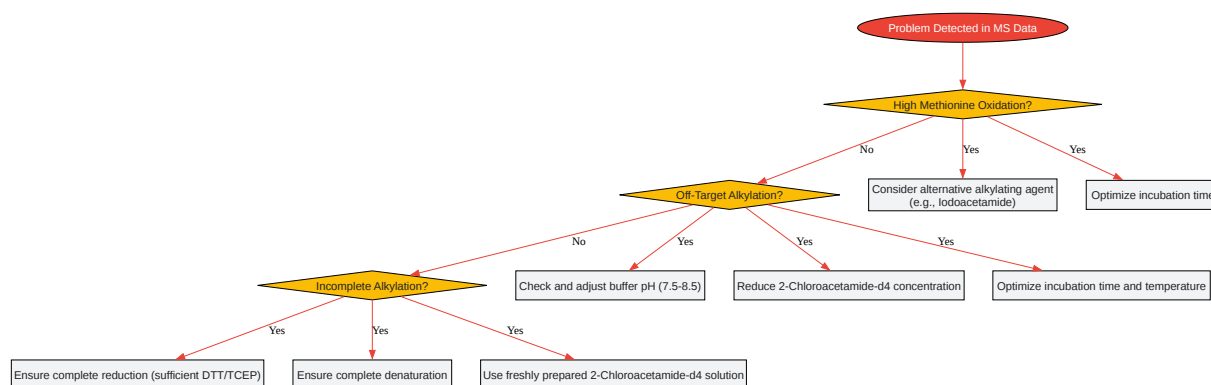 Problem Detected in MS Data
High Methionine Oxidation?
No
Yes
Yes
Off-Target Alkylation?
Consider alternative alkylating agent
(e.g., Iodoacetamide)
Optimize incubation time
No
Yes
Yes
Yes
Incomplete Alkylation?
Check and adjust buffer pH (7.5-8.5)
Reduce 2-Chloroacetamide-d4 concentration
Optimize incubation time and temperature
Yes
Yes
Yes
Ensure complete reduction (sufficient DTT/TCEP)
Ensure complete denaturation
Use freshly prepared 2-Chloroacetamide-d4 solution